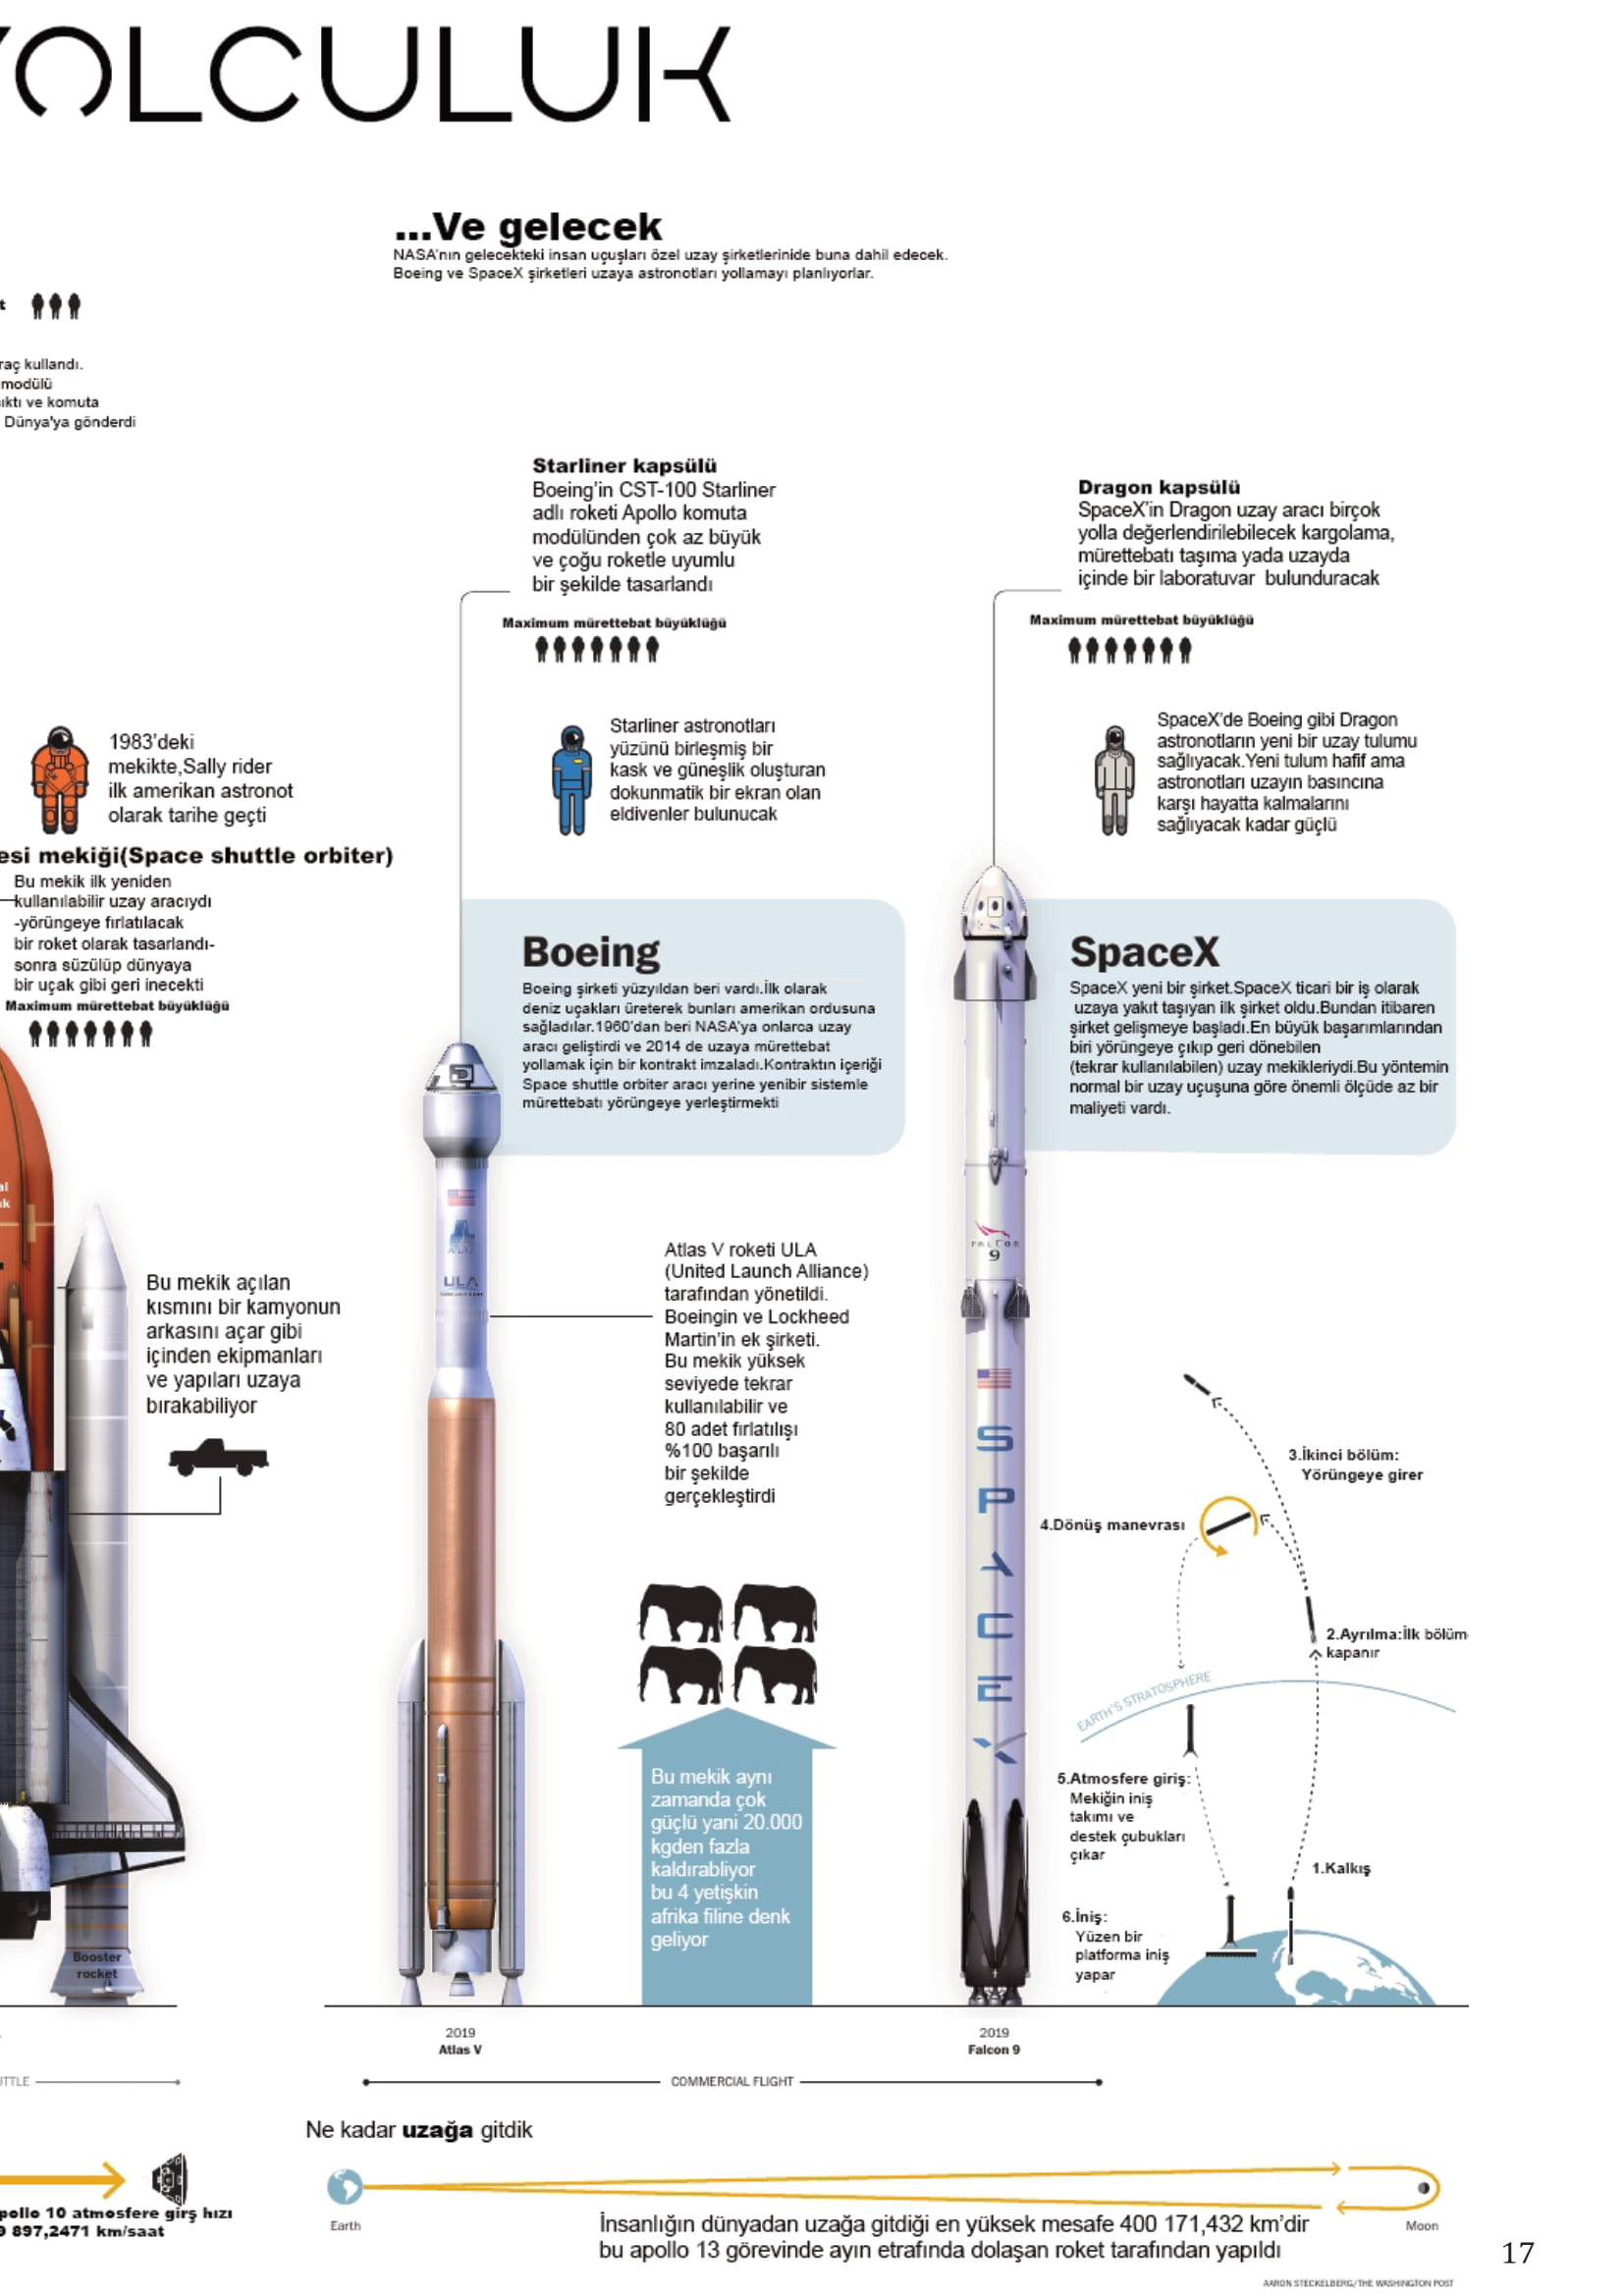 YOLCULUK
...Ve gelecek
NASA'nın gelecekteki insan uçuşları özel uzay şirketlerinide buna dahil edecek.
Boeing ve SpaceX şirketleri uzaya astronotları yollamayı planlıyorlar.
t
raç kullandı.
modülü
ıktı ve komuta
Dünya'ya gönderdi
Starliner kapsülü
Boeing'in CST-100 Starliner
adlı roketi Apollo komuta
modülünden çok az büyük
ve çoğu roketle uyumlu
bir şekilde tasarlandı
Maximum mürettebat büyüklüğü
Dragon kapsülü
SpaceX'in Dragon uzay aracı birçok
yolla değerlendirilebilecek kargolama,
mürettebatı taşıma yada uzayda
içinde bir laboratuvar bulunduracak
Maximum mürettebat büyüklüğü
1983'deki
mekikte,Sally rider
ilk amerikan astronot
olarak tarihe geçti
Starliner astronotları
yüzünü birleşmiş bir
kask ve güneşlik oluşturan
dokunmatik bir ekran olan
eldivenler bulunucak
SpaceX'de Boeing gibi Dragon
astronotların yeni bir uzay tulumu
sağlıyacak.Yeni tulum hafif ama
astronotları uzayın basıncına
karşı hayatta kalmalarını
sağlıyacak kadar güçlü
esi mekiği(Space shuttle orbiter)
Bu mekik ilk yeniden
kullanılabilir uzay aracıydı
-yörüngeye fırlatılacak
bir roket olarak tasarlandı-
sonra süzülüp dünyaya
bir uçak gibi geri inecekti
Maximum mürettebat büyüklüğü
Boeing
Boeing şirketi yüzyıldan beri vardı.İlk olarak
deniz uçakları üreterek bunları amerikan ordusuna
sağladılar.1960'dan beri NASA'ya onlarca uzay
aracı geliştirdi ve 2014 de uzaya mürettebat
yollamak için bir kontrakt imzaladı.Kontraktın içeriği
Space shuttle orbiter aracı yerine yenibir sistemle
mürettebatı yörüngeye yerleştirmekti
SpaceX
SpaceX yeni bir şirket.SpaceX ticari bir iş olarak
uzaya yakıt taşıyan ilk şirket oldu.Bundan itibaren
şirket gelişmeye başladı.En büyük başarımlarından
biri yörüngeye çıkıp geri dönebilen
(tekrar kullanılabilen) uzay mekikleriydi.Bu yöntemin
normal bir uzay uçuşuna göre önemli ölçüde az bir
maliyeti vardı.
al
ık
Bu mekik açılan
kısmını bir kamyonun
arkasını açar gibi
içinden ekipmanları
ve yapıları uzaya
bırakabiliyor
ATLAS
ULA
Atlas V roketi ULA
(United Launch Alliance)
tarafından yönetildi.
Boeingin ve Lockheed
Martin'in ek şirketi.
Bu mekik yüksek
seviyede tekrar
kullanılabilir ve
80 adet fırlatılışı
%100 başarılı
bir şekilde
gerçekleştirdi
FALCON
9
SPACEX
3.İkinci bölüm:
Yörüngeye girer
4.Dönüş manevrası
2.Ayrılma:İlk bölüm
kapanır
EARTH'S STRATOSPHERE
5.Atmosfere giriş:
Mekiğin iniş
takımı ve
destek çubukları
çıkar
1.Kalkış
6.İniş:
Yüzen bir
platforma iniş
yapar
Bu mekik aynı
zamanda çok
güçlü yani 20.000
kgden fazla
kaldırabliyor
bu 4 yetişkin
afrika filine denk
geliyor
Booster
rocket
2019
Atlas V
2019
Falcon 9
UTTLE
COMMERCIAL FLIGHT
Ne kadar uzağa gitdik
pollo 10 atmosfere girş hızı
9 897,2471 km/saat
Earth
Moon
İnsanlığın dünyadan uzağa gitdiği en yüksek mesafe 400 171,432 km'dir
bu apollo 13 görevinde ayın etrafında dolaşan roket tarafından yapıldı
17
AARON STECKELBERG/THE WASHINGTON POST